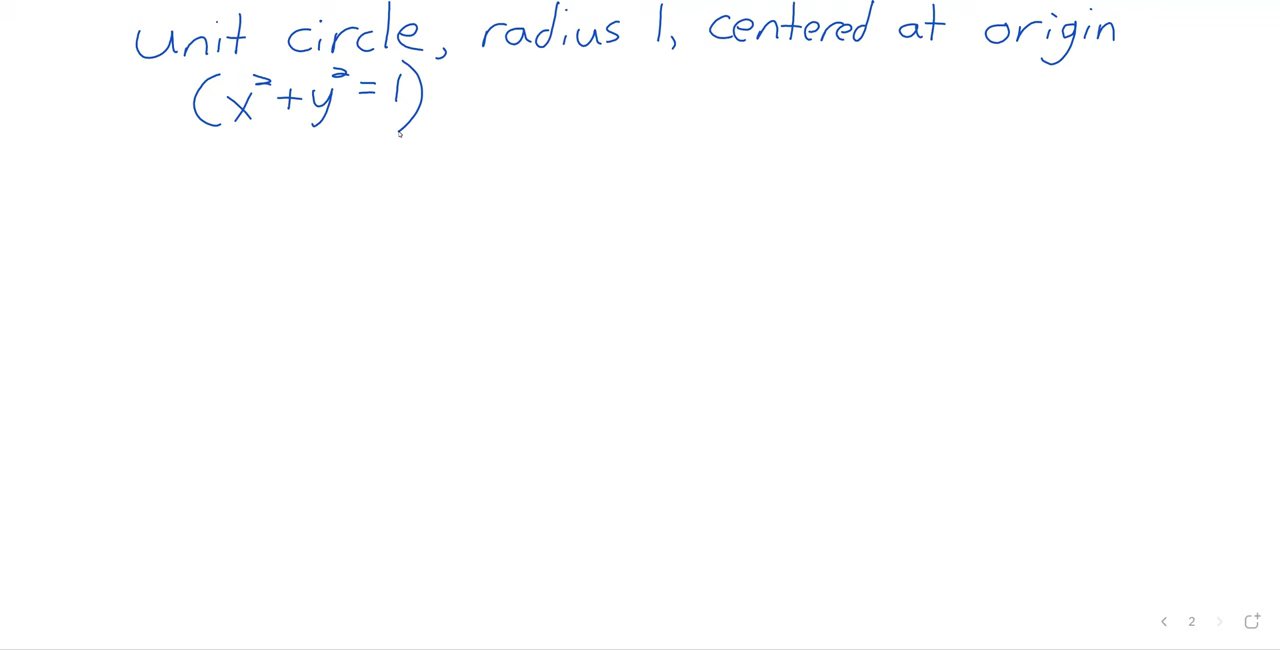 unit circle, radius 1, centered at origin
(x² + y² = 1)
2